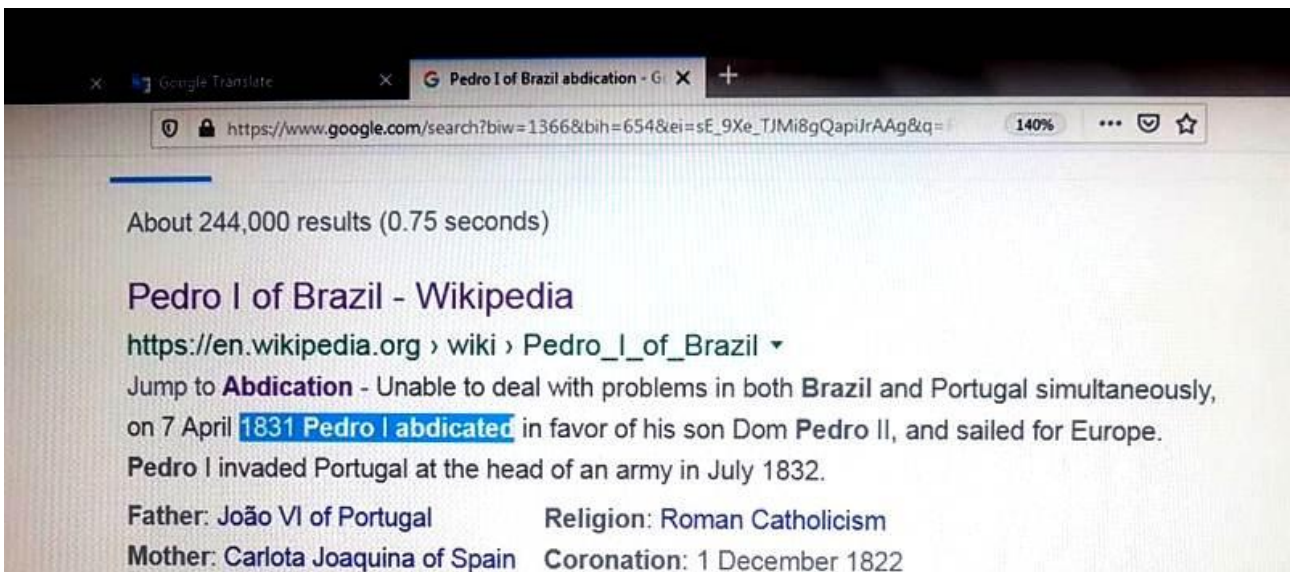 Google Translate
Pedro I of Brazil abdication - G
https://www.google.com/search?biw=1366&bih=654&ei=sE_9Xe_TJMi8gQapiJrAAg&q=
140%
About 244,000 results (0.75 seconds)
Pedro I of Brazil - Wikipedia
https://en.wikipedia.org › wiki › Pedro_I_of_Brazil
Jump to Abdication - Unable to deal with problems in both Brazil and Portugal simultaneously,
on 7 April 1831 Pedro I abdicated in favor of his son Dom Pedro II, and sailed for Europe.
Pedro I invaded Portugal at the head of an army in July 1832.
Father: João VI of Portugal Religion: Roman Catholicism
Mother: Carlota Joaquina of Spain Coronation: 1 December 1822